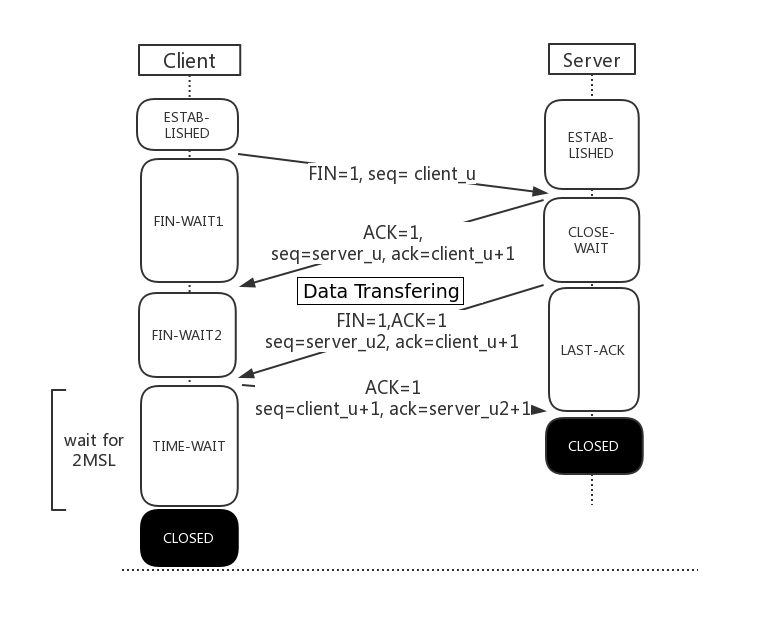 Client
Server
ESTAB-
LISHED
ESTAB-
LISHED
FIN=1, seq= client_u
FIN-WAIT1
CLOSE-
WAIT
ACK=1,
seq=server_u, ack=client_u+1
Data Transfering
FIN=1,ACK=1
seq=server_u2, ack=client_u+1
FIN-WAIT2
LAST-ACK
ACK=1
seq=client_u+1, ack=server_u2+1
wait for
2MSL
TIME-WAIT
CLOSED
CLOSED